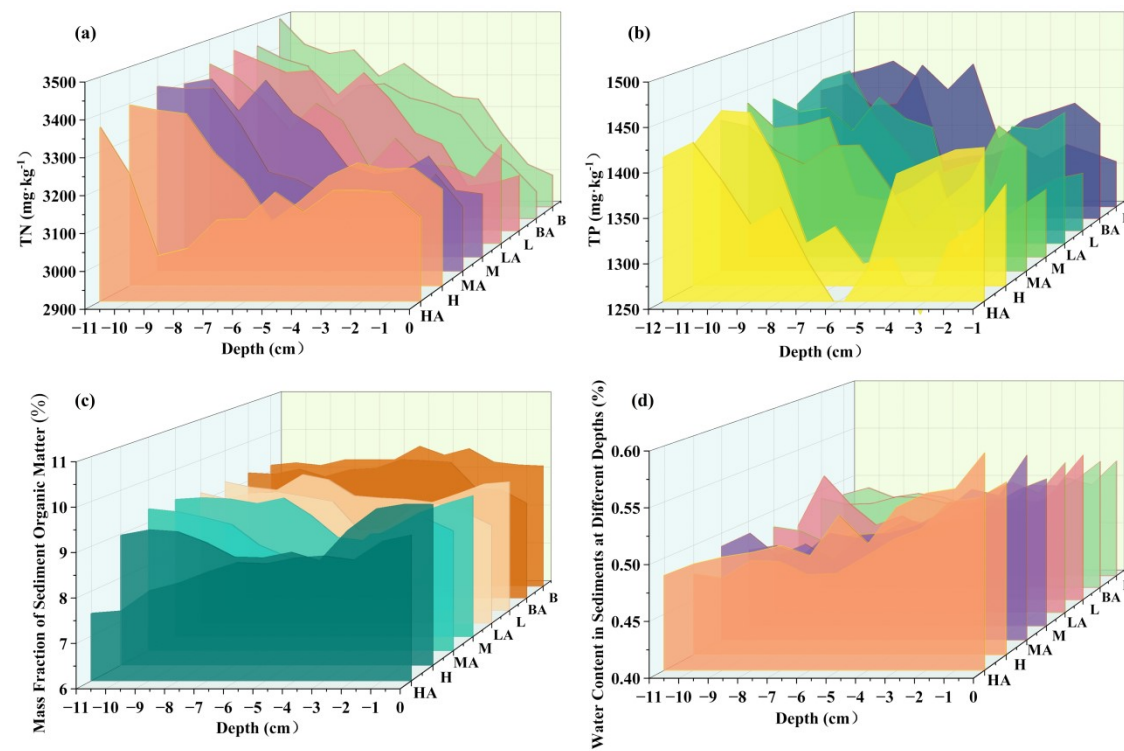 (a)
TN (mg·kg⁻¹)
3500
3400
3300
3200
3100
3000
2900
−11 −10 −9 −8 −7 −6 −5 −4 −3 −2 −1 0
Depth (cm)
HA
H
MA
M
LA
L
BA
B
(b)
TP (mg·kg⁻¹)
1500
1450
1400
1350
1300
1250
−12 −11 −10 −9 −8 −7 −6 −5 −4 −3 −2 −1
Depth (cm)
HA
H
MA
M
LA
L
BA
(c)
Mass Fraction of Sediment Organic Matter (%)
11
10
9
8
7
6
−11 −10 −9 −8 −7 −6 −5 −4 −3 −2 −1 0
Depth (cm)
HA
H
MA
M
LA
L
BA
B
(d)
Water Content in Sediments at Different Depths (%)
0.60
0.55
0.50
0.45
0.40
−11 −10 −9 −8 −7 −6 −5 −4 −3 −2 −1 0
Depth (cm)
HA
H
MA
M
LA
L
BA